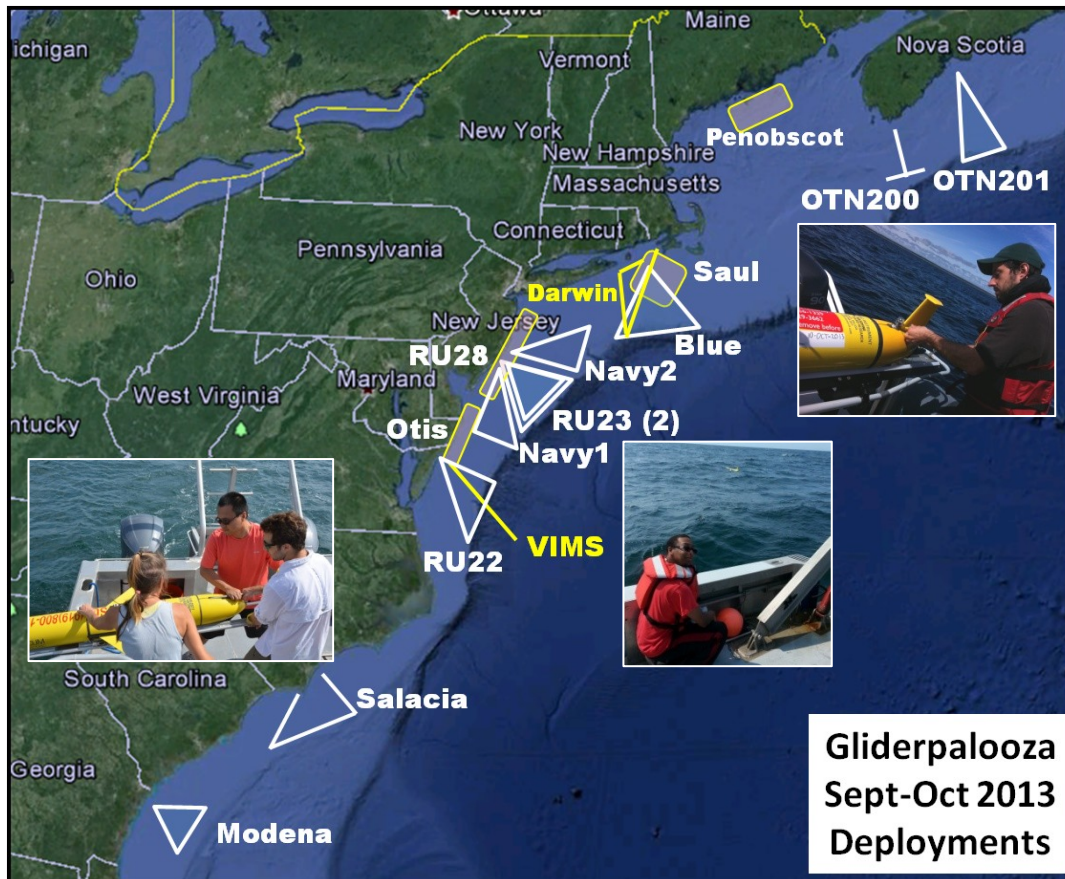 Ottawa
ichigan
Maine
Vermont
Nova Scotia
New York
Penobscot
New Hampshire
Massachusetts
OTN200
OTN201
Connecticut
Pennsylvania
Ohio
Saul
Darwin
New Jersey
Blue
RU28
Maryland
Navy2
West Virginia
Otis
RU23 (2)
ntucky
Navy1
VIMS
RU22
South Carolina
Salacia
Georgia
Modena
Gliderpalooza
Sept-Oct 2013
Deployments